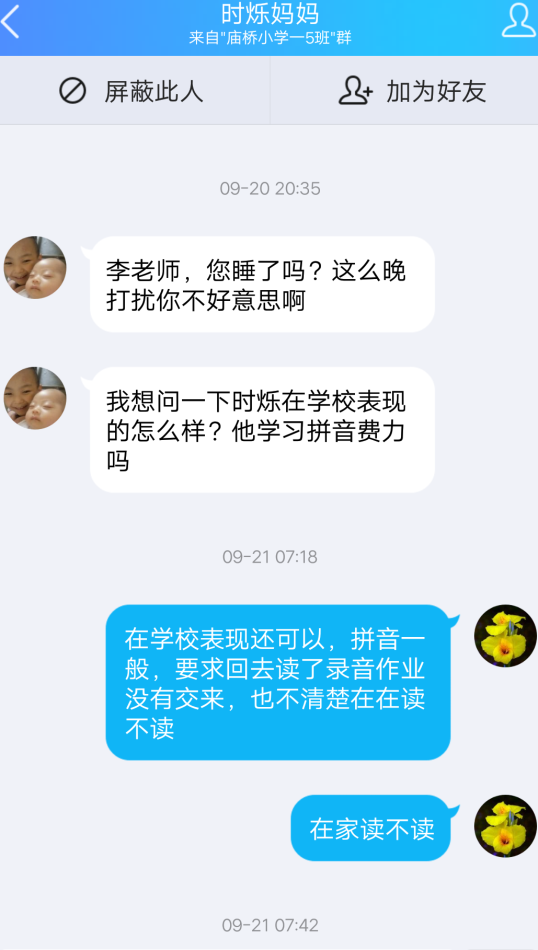 时烁妈妈
来自"庙桥小学一5班"群
屏蔽此人
加为好友
09-20 20:35
李老师，您睡了吗？这么晚
打扰你不好意思啊
我想问一下时烁在学校表现
的怎么样？他学习拼音费力
吗
09-21 07:18
在学校表现还可以，拼音一
般，要求回去读了录音作业
没有交来，也不清楚在在读
不读
在家读不读
09-21 07:42